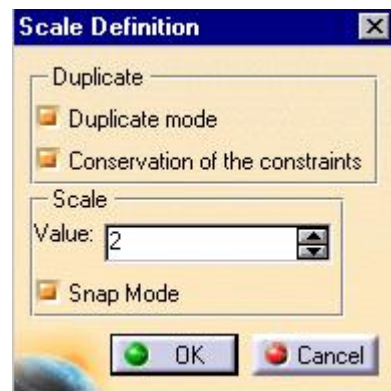 Scale Definition
Duplicate
Duplicate mode
Conservation of the constraints
Scale
Value: 2
Snap Mode
OK Cancel